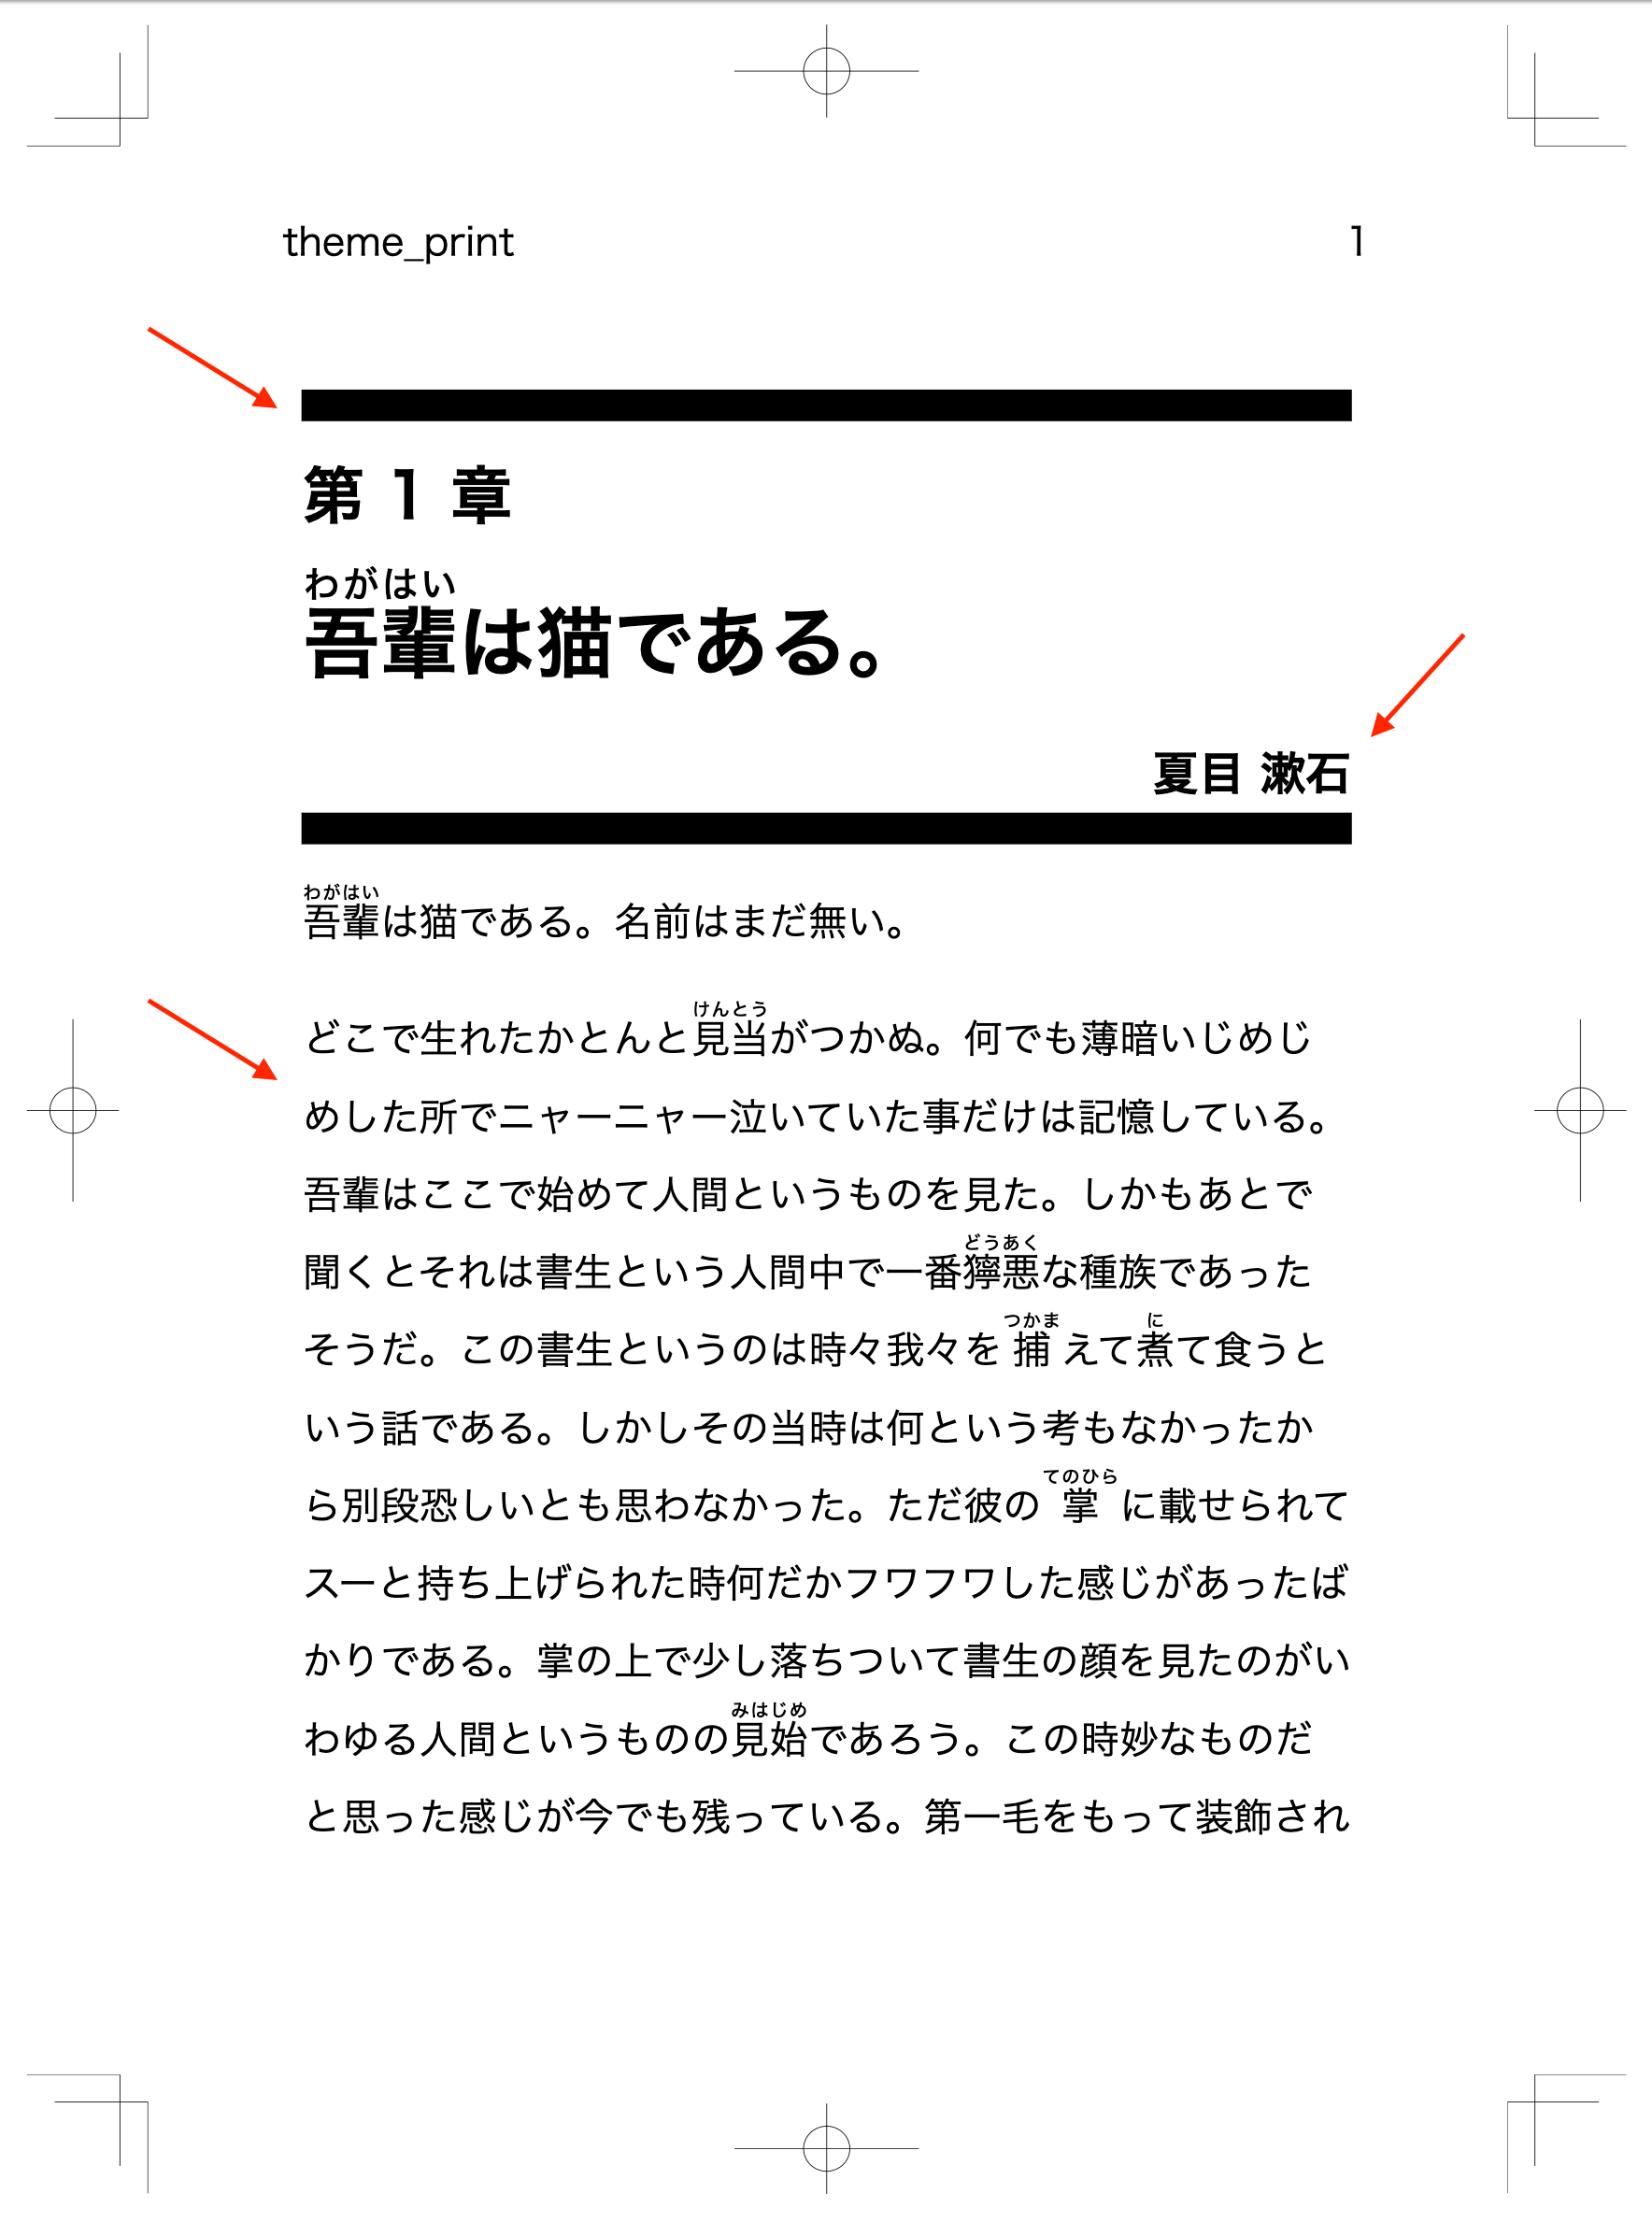 theme_print 1
第 1 章
わがはい
吾輩は猫である。
夏目 漱石
わがはい
吾輩は猫である。名前はまだ無い。
けんとう
どこで生れたかとんと見当がつかぬ。何でも薄暗いじめじ
めした所でニャーニャー泣いていた事だけは記憶している。
吾輩はここで始めて人間というものを見た。しかもあとで
どうあく
聞くとそれは書生という人間中で一番獰悪な種族であった
つかま に
そうだ。この書生というのは時々我々を捕えて煮て食うと
いう話である。しかしその当時は何という考もなかったか
てのひら
ら別段恐しいとも思わなかった。ただ彼の掌に載せられて
スーと持ち上げられた時何だかフワフワした感じがあったば
かりである。掌の上で少し落ちついて書生の顔を見たのがい
みはじめ
わゆる人間というものの見始であろう。この時妙なものだ
と思った感じが今でも残っている。第一毛をもって装飾され